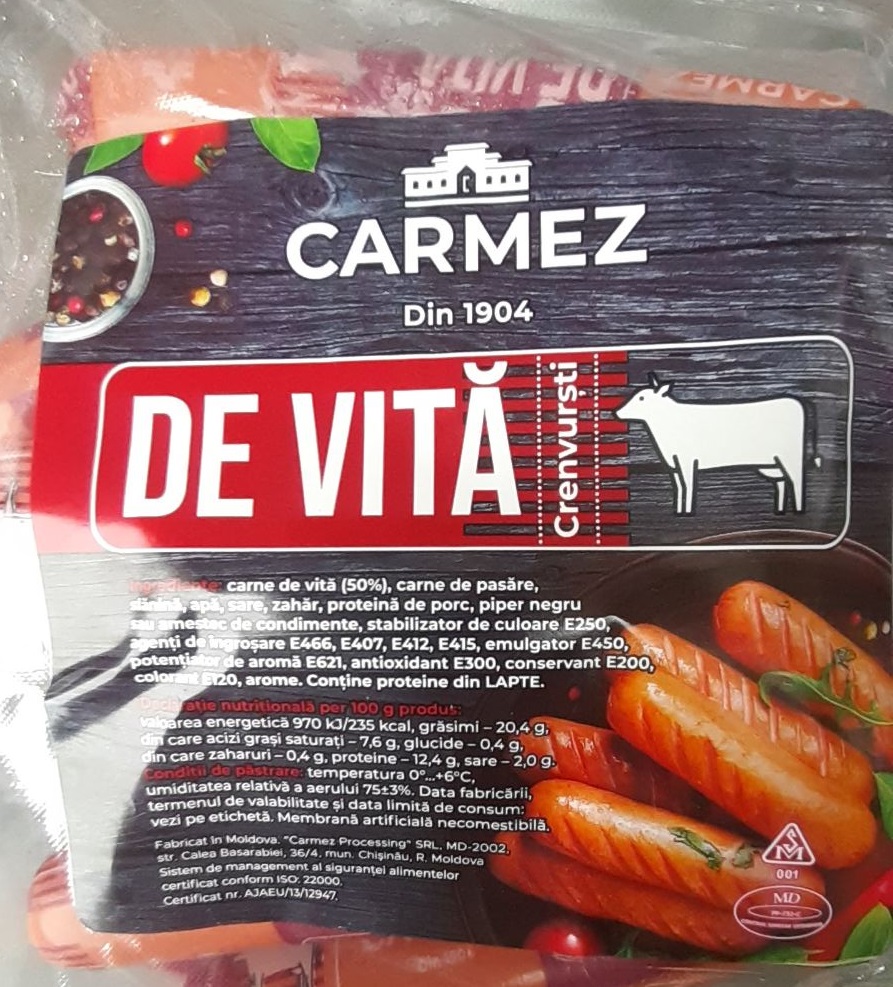 CARMEZ
DE VITĂ
CARMEZ
Din 1904
DE VITĂ
Crenvurști
Ingrediente: carne de vită (50%), carne de pasăre,
slănină, apă, sare, zahăr, proteină de porc, piper negru
sau amestec de condimente, stabilizator de culoare E250,
agenți de îngroșare E466, E407, E412, E415, emulgator E450,
potențiator de aromă E621, antioxidant E300, conservant E200,
colorant E120, arome. Conține proteine din LAPTE.
Declarație nutritională per 100 g produs:
valoarea energetică 970 kJ/235 kcal, grăsimi – 20,4 g,
din care acizi grași saturați – 7,6 g, glucide – 0,4 g,
din care zaharuri – 0,4 g, proteine – 12,4 g, sare – 2,0 g.
Conditii de păstrare: temperatura 0°...+6°C,
umiditatea relativă a aerului 75±3%. Data fabricării,
termenul de valabilitate și data limită de consum:
vezi pe etichetă. Membrană artificială necomestibilă.
Fabricat în Moldova. "Carmez Processing" SRL, MD-2002,
str. Calea Basarabiei, 36/4, mun. Chișinău, R. Moldova
Sistem de management al siguranței alimentelor
certificat conform ISO: 22000.
Certificat nr. AJAEU/13/12947.
SM
001
MD